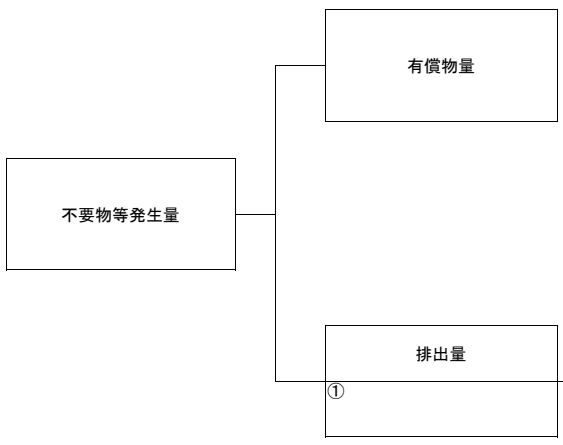 有償物量
不要物等発生量
排出量
①